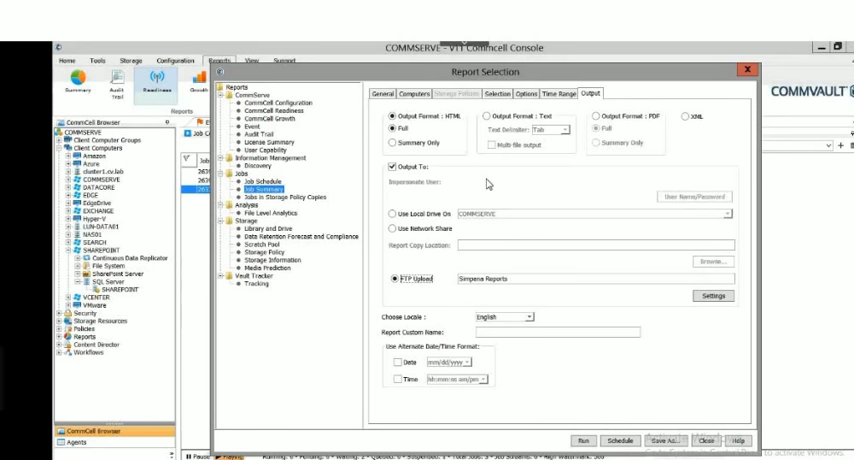 COMMSERVE - VTT Commcell Console
Home Tools Storage Configuration Reports View Support
Summary Audit Trail Readiness Growth
Reports
COMMVAULT
CommCell Browser
COMMSERVE
Client Computer Groups
Client Computers
Amazon
Azure
cluster1.cv.lab
COMMSERVE
DATACORE
EDGE
EdgeDrive
EXCHANGE
Hyper-V
LUN-DATA01
NAS01
SEARCH
SHAREPOINT
Continuous Data Replicator
File System
SharePoint Server
SQL Server
SHAREPOINT
VCENTER
VMware
Security
Storage Resources
Policies
Reports
Content Director
Workflows
CommCell Browser
Agents
Report Selection
Reports
CommServe
CommCell Configuration
CommCell Readiness
CommCell Growth
Event
Audit Trail
License Summary
User Capability
Information Management
Discovery
Jobs
Job Schedule
Job Summary
Jobs in Storage Policy Copies
Analysis
File Level Analytics
Storage
Library and Drive
Data Retention Forecast and Compliance
Scratch Pool
Storage Policy
Storage Information
Media Prediction
Vault Tracker
Tracking
General Computers Storage Policies Selection Options Time Range Output
Output Format : HTML Output Format : Text Output Format : PDF XML
Full Text Delimiter: Tab Full
Summary Only Multi file output Summary Only
Output To:
Impersonate User:
User Name/Password
Use Local Drive On COMMSERVE
Use Network Share
Report Copy Location:
Browse...
FTP Upload Simpana Reports
Settings
Choose Locale: English
Report Custom Name:
Use Alternate Date/Time Format:
Date mm/dd/yyyy
Time hh:mm:ss am/pm
Run Schedule Save As... Close Help
Activate Windows
to activate Windows.
Pause Playing